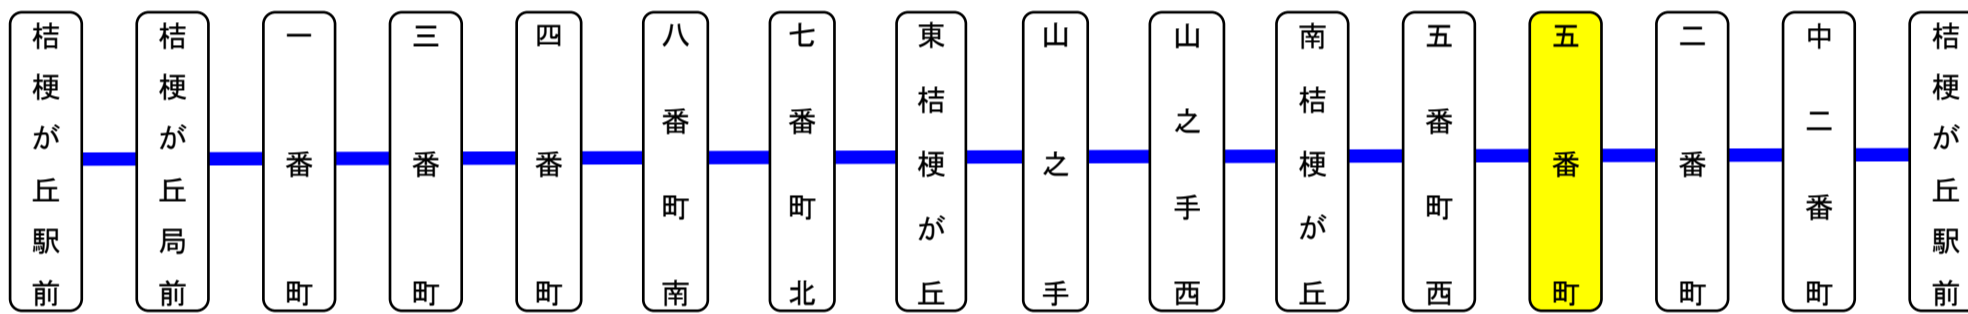 桔梗が丘駅前
桔梗が丘局前
一番町
三番町
四番町
八番町南
七番町北
東桔梗が丘
山之手
山之手西
南桔梗が丘
五番町西
五番町
二番町
中二番町
桔梗が丘駅前